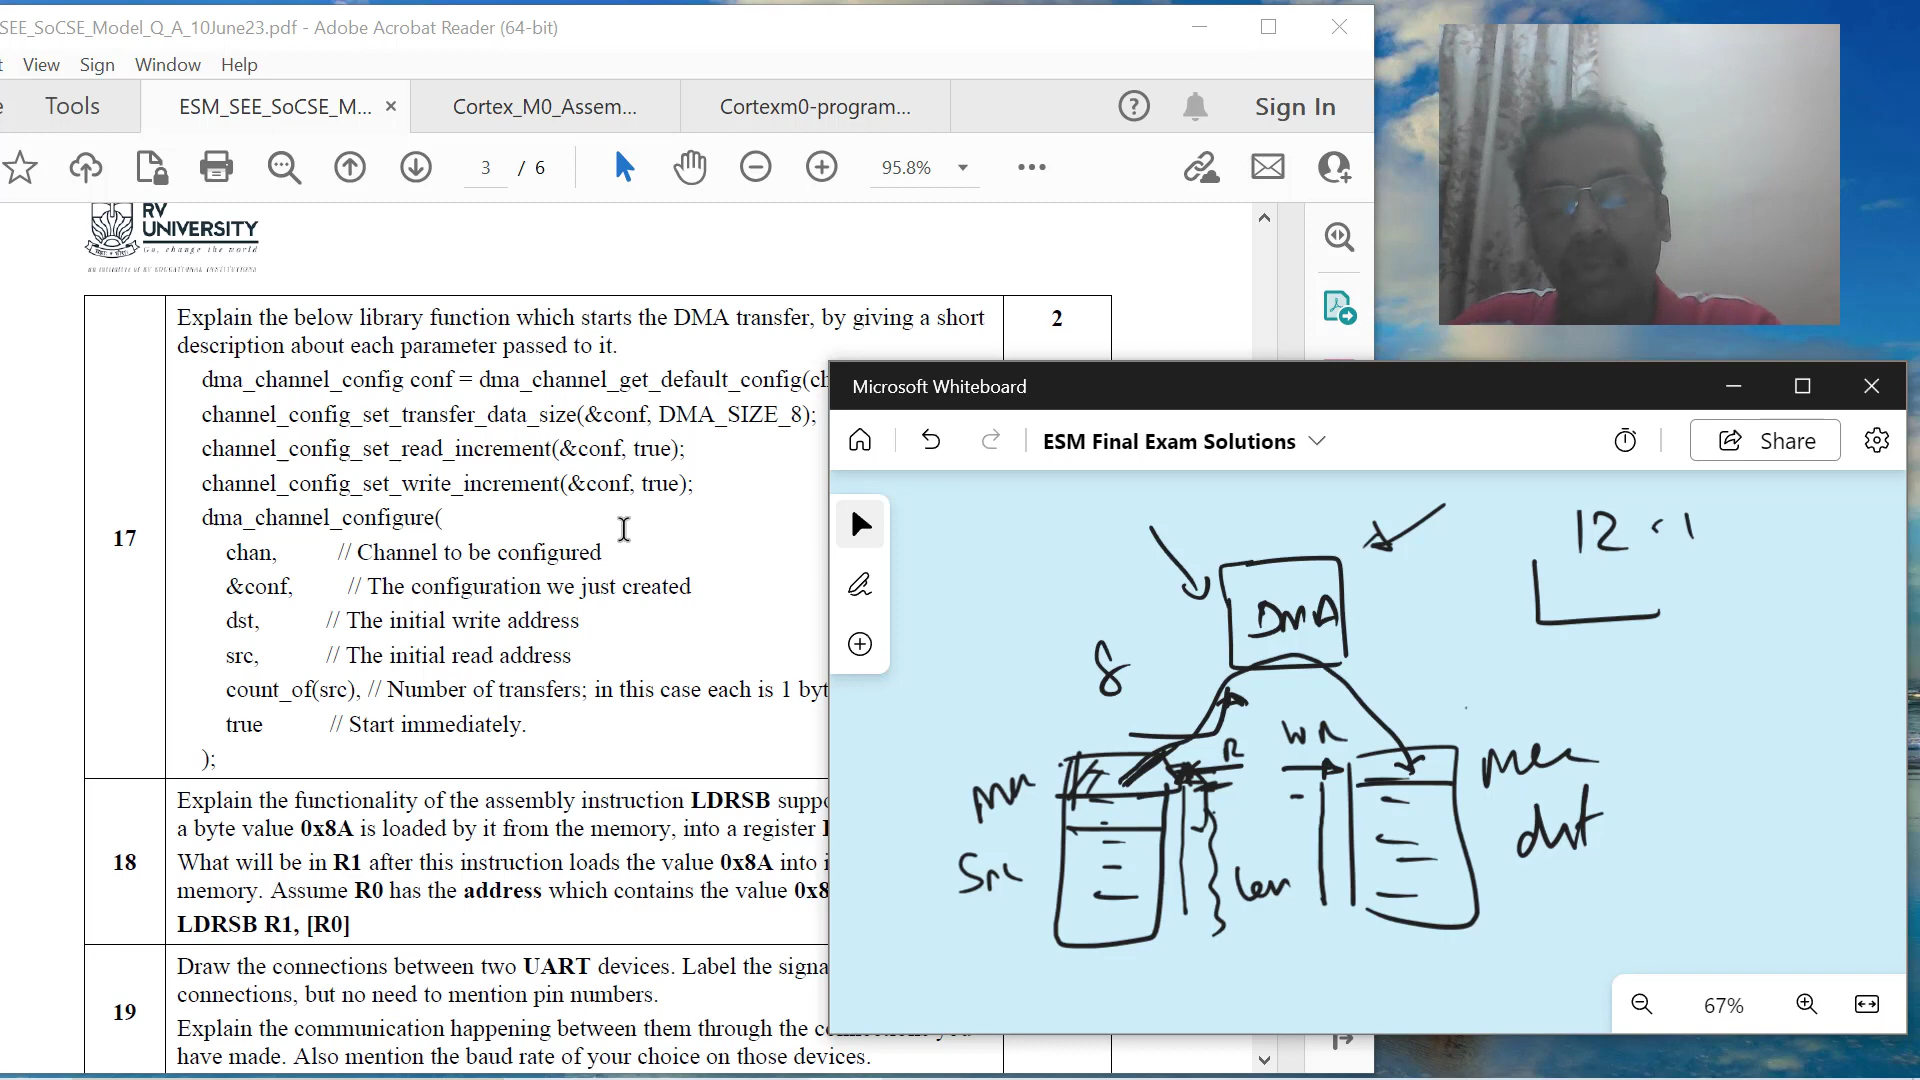 SEE_SoCSE_Model_Q_A_10June23.pdf - Adobe Acrobat Reader (64-bit)
View Sign Window Help
Tools
ESM_SEE_SoCSE_M...
Cortex_M0_Assem...
Cortexm0-program...
Sign In
3 / 6
95.8%
RV
UNIVERSITY
Go, change the world
17
Explain the below library function which starts the DMA transfer, by giving a short
description about each parameter passed to it.
2
dma_channel_config conf = dma_channel_get_default_config(ch
channel_config_set_transfer_data_size(&conf, DMA_SIZE_8);
channel_config_set_read_increment(&conf, true);
channel_config_set_write_increment(&conf, true);
dma_channel_configure(
chan, // Channel to be configured
&conf, // The configuration we just created
dst, // The initial write address
src, // The initial read address
count_of(src), // Number of transfers; in this case each is 1 byt
true // Start immediately.
);
18
Explain the functionality of the assembly instruction LDRSB suppo
a byte value 0x8A is loaded by it from the memory, into a register
What will be in R1 after this instruction loads the value 0x8A into i
memory. Assume R0 has the address which contains the value 0x8
LDRSB R1, [R0]
19
Draw the connections between two UART devices. Label the signa
connections, but no need to mention pin numbers.
Explain the communication happening between them through the
have made. Also mention the baud rate of your choice on those devices.
Microsoft Whiteboard
ESM Final Exam Solutions
Share
12
DMA
8
R
WR
Src
len
dst
67%